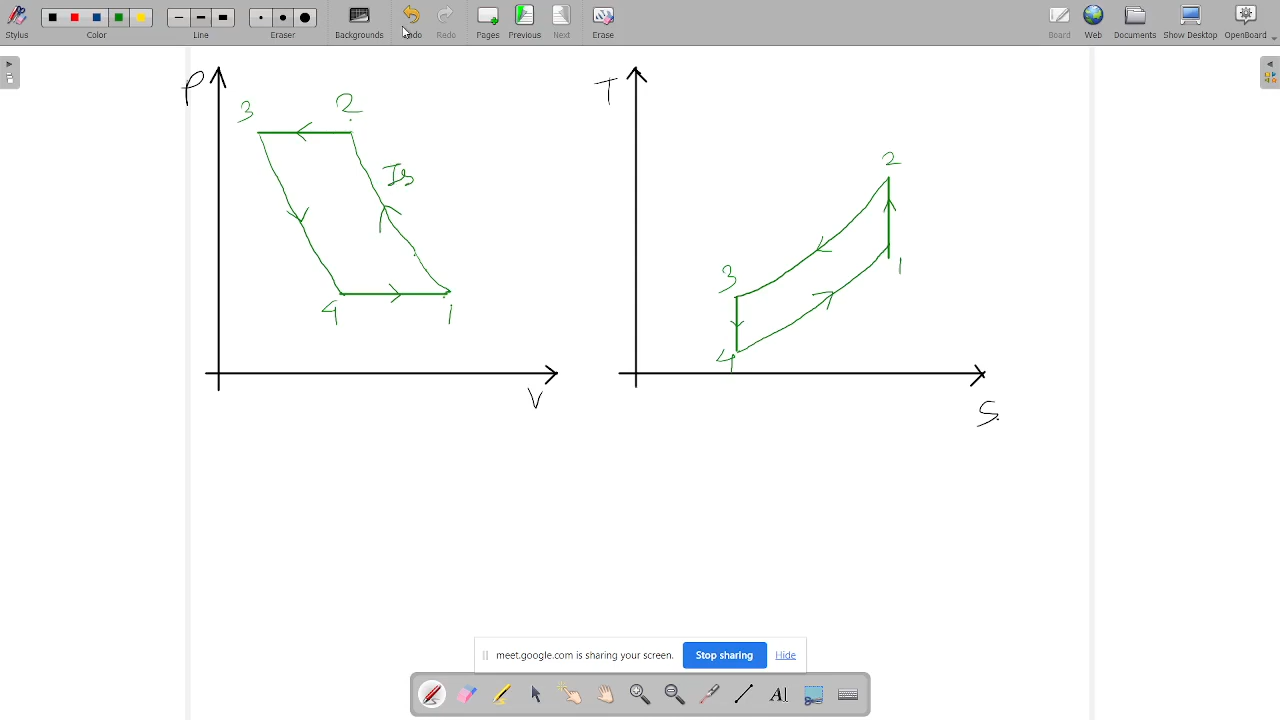 Stylus Color Line Eraser Backgrounds Undo Redo Pages Previous Next Erase Board Web Documents Show Desktop OpenBoard
P
3 2
Is
4 1
V
T
2
3 1
4
S
meet.google.com is sharing your screen. Stop sharing Hide
AI